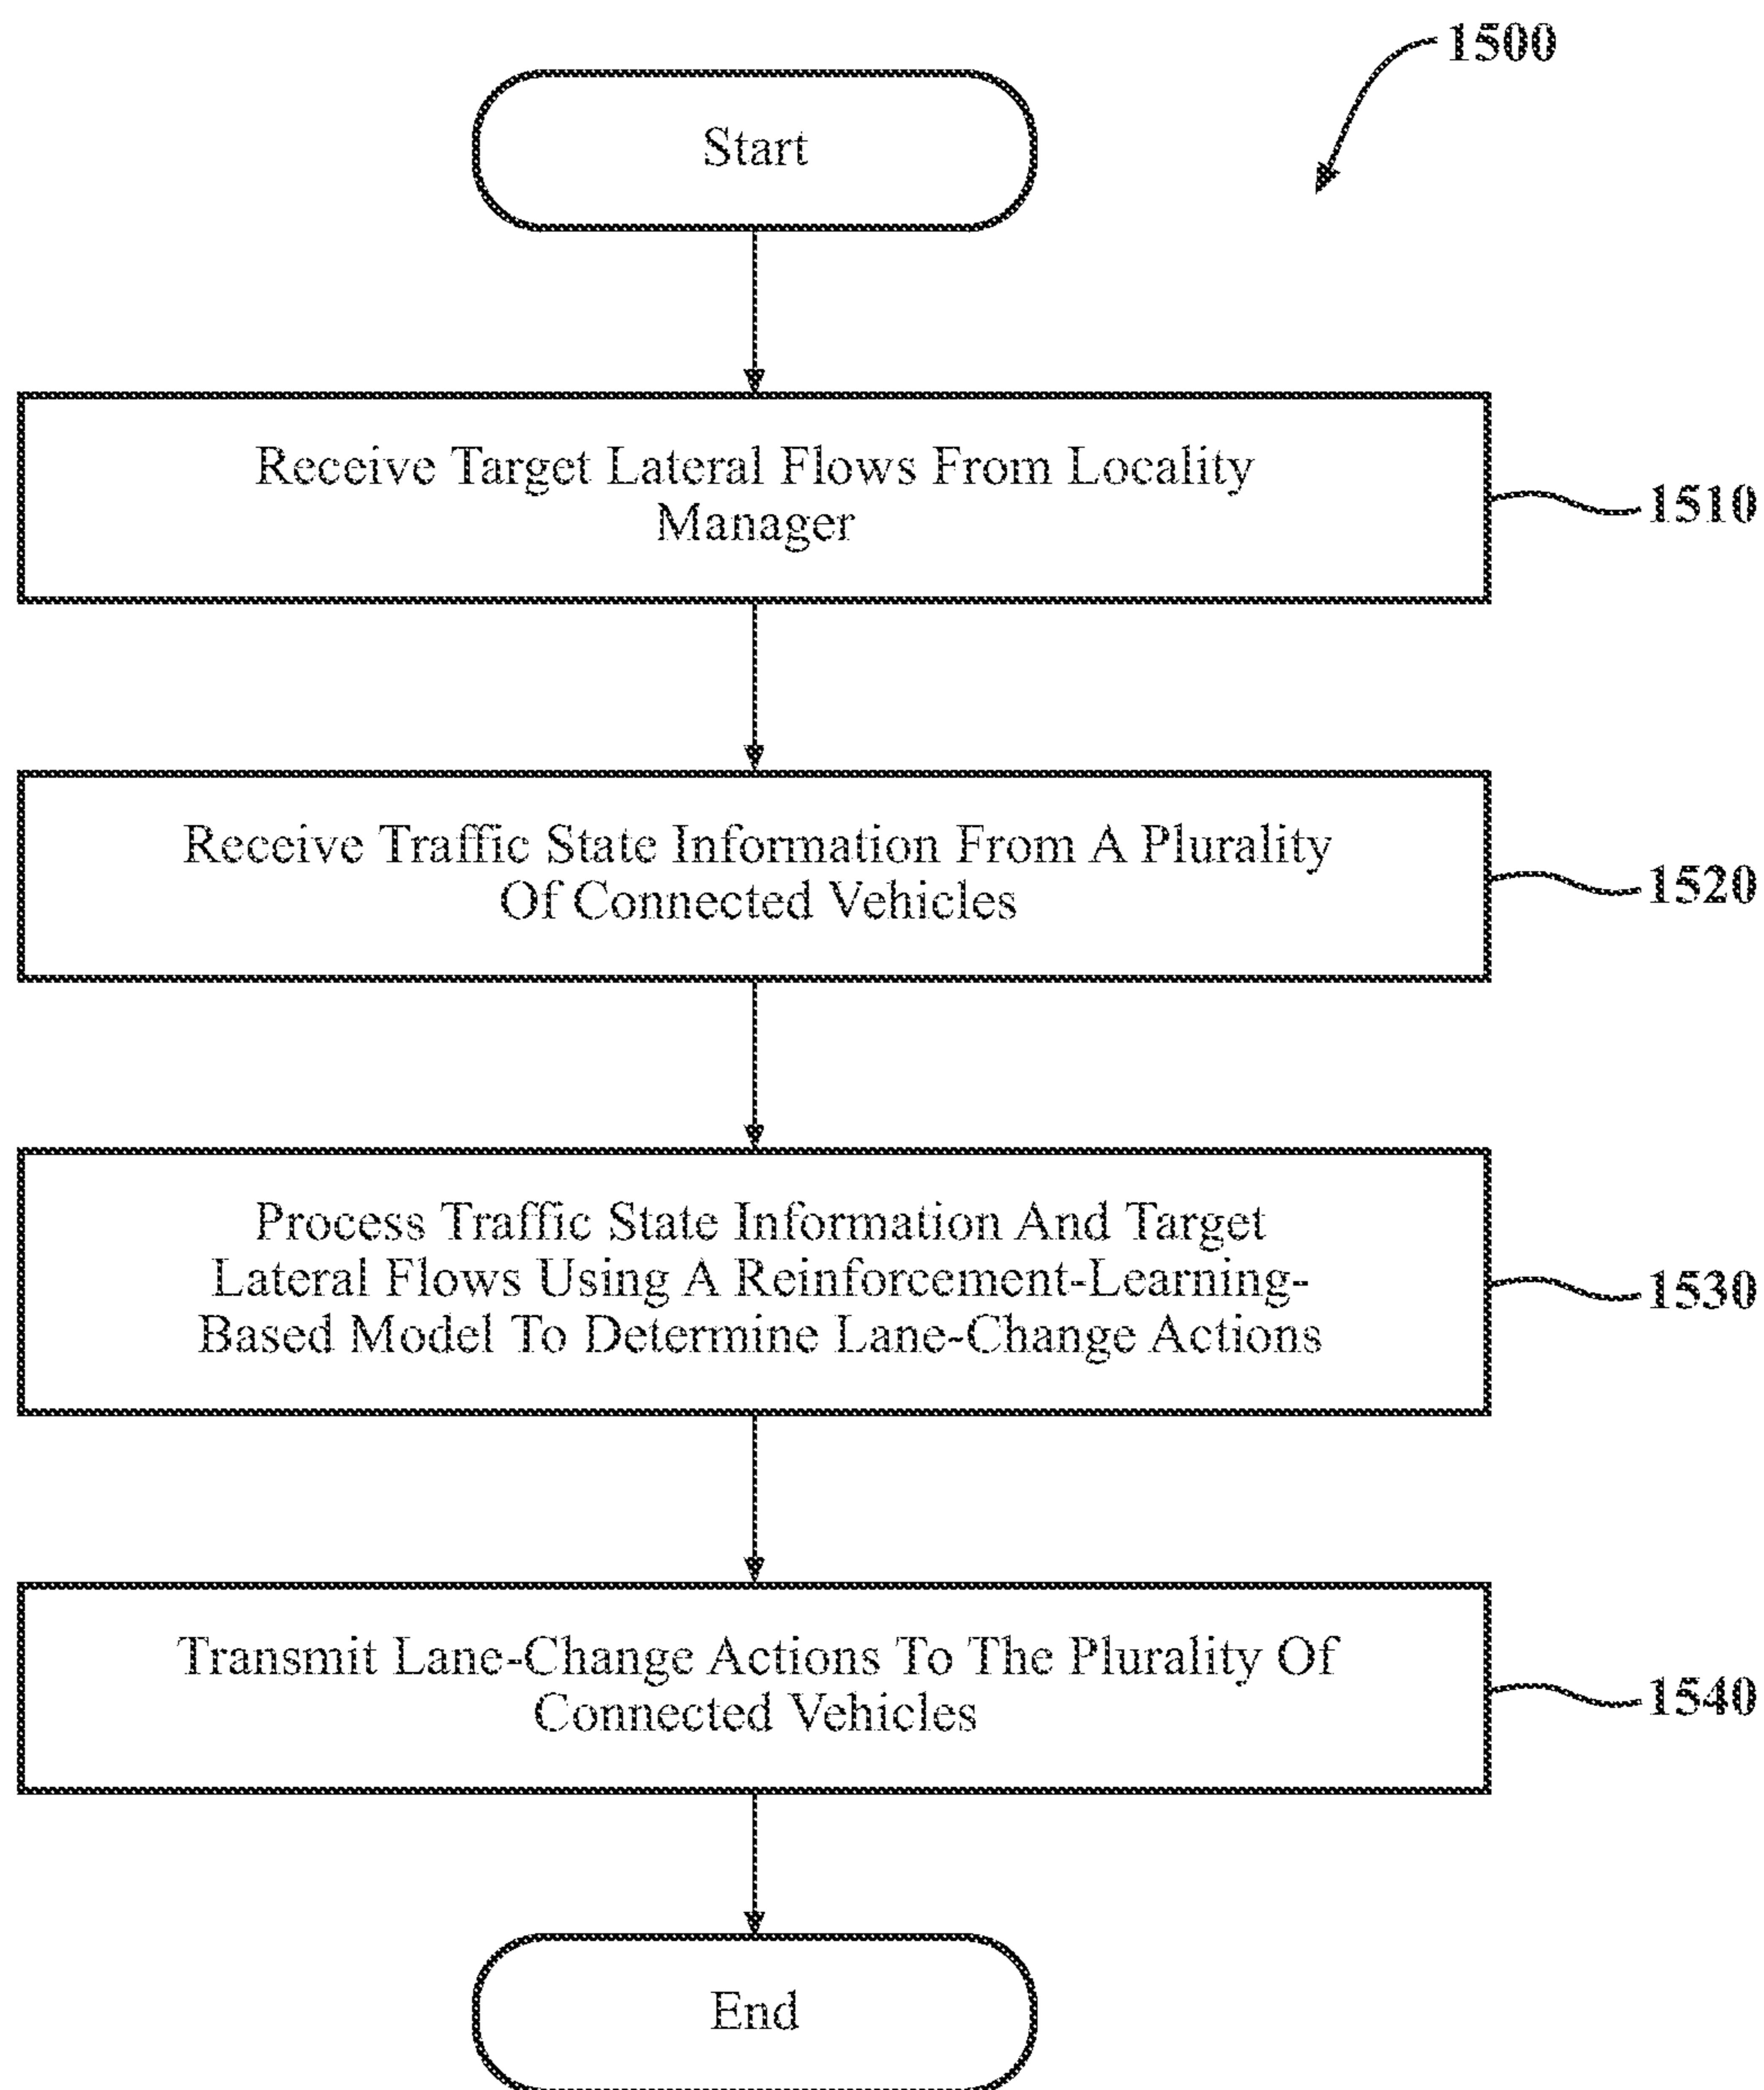 1500
Start
Receive Target Lateral Flows From Locality
Manager
1510
Receive Traffic State Information From A Plurality
Of Connected Vehicles
1520
Process Traffic State Information And Target
Lateral Flows Using A Reinforcement-Learning-
Based Model To Determine Lane-Change Actions
1530
Transmit Lane-Change Actions To The Plurality Of
Connected Vehicles
1540
End